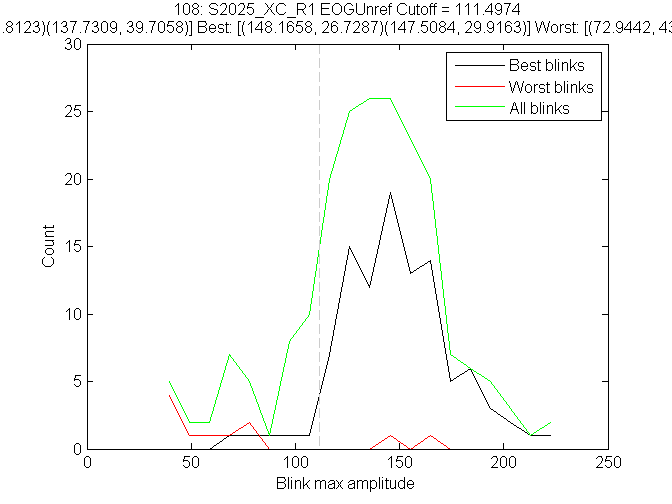 108: S2025_XC_R1 EOGUnref Cutoff = 111.4974
.8123)(137.7309, 39.7058)] Best: [(148.1658, 26.7287)(147.5084, 29.9163)] Worst: [(72.9442, 43
30
25
20
15
10
5
0
Count
Best blinks
Worst blinks
All blinks
0 50 100 150 200 250
Blink max amplitude